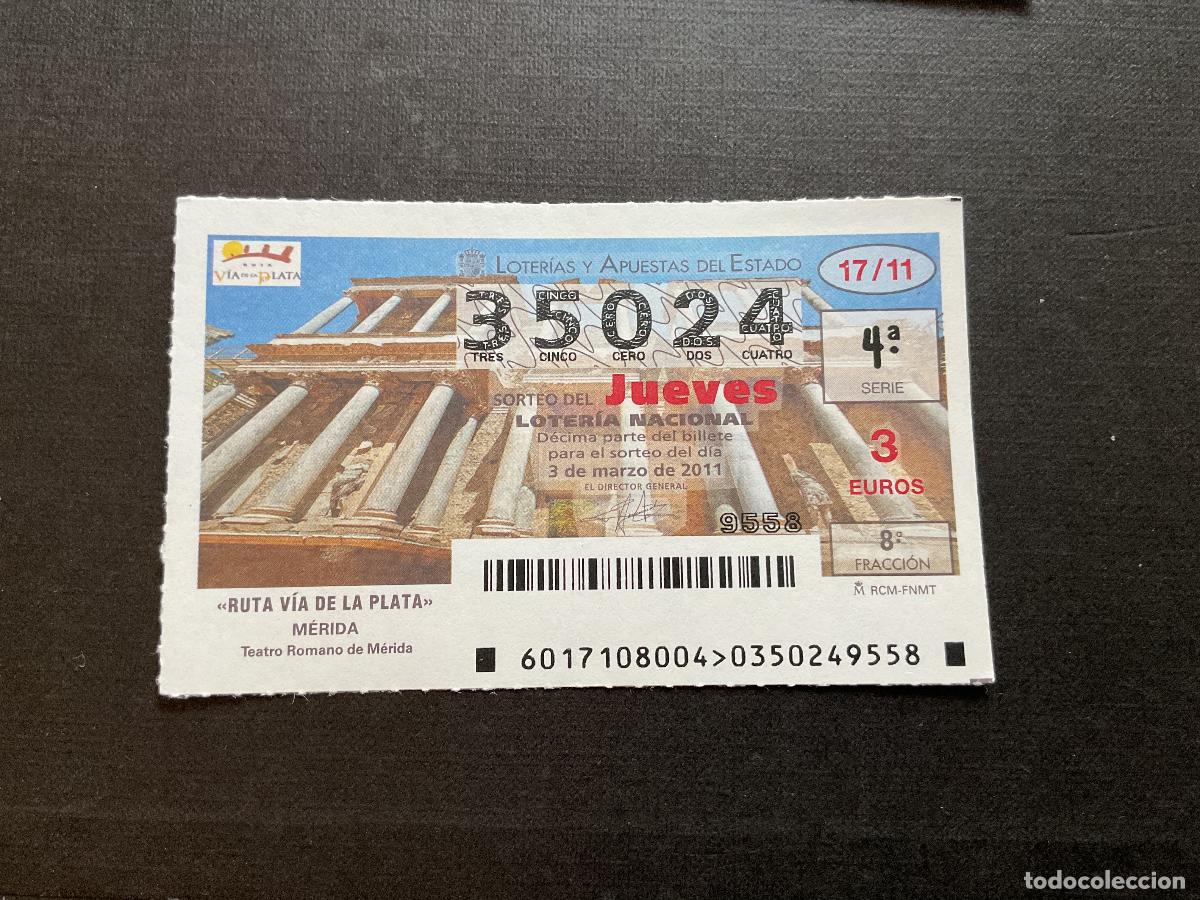 RUTA
VÍA DE LA PLATA
LOTERÍAS Y APUESTAS DEL ESTADO
17/11
35024
TRES CINCO CERO DOS CUATRO
4ª
SERIE
SORTEO DEL Jueves
LOTERÍA NACIONAL
Décima parte del billete
para el sorteo del día
3 de marzo de 2011
EL DIRECTOR GENERAL
3
EUROS
9558
8ª
FRACCIÓN
RCM-FNMT
«RUTA VÍA DE LA PLATA»
MÉRIDA
Teatro Romano de Mérida
6017108004>0350249558
todocoleccion